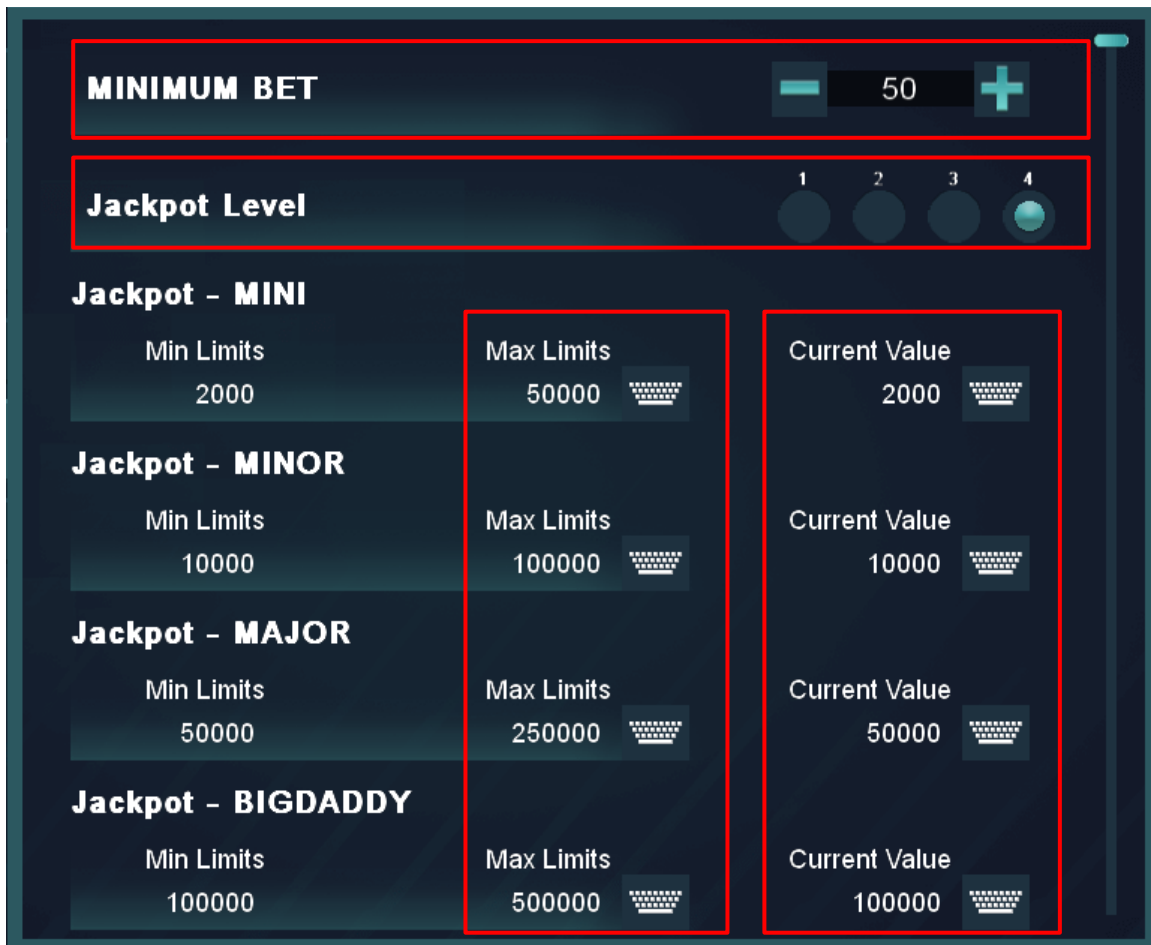 MINIMUM BET 50
1 2 3 4
Jackpot Level
Jackpot - MINI
Min Limits Max Limits Current Value
2000 50000 2000
Jackpot - MINOR
Min Limits Max Limits Current Value
10000 100000 10000
Jackpot - MAJOR
Min Limits Max Limits Current Value
50000 250000 50000
Jackpot - BIGDADDY
Min Limits Max Limits Current Value
100000 500000 100000